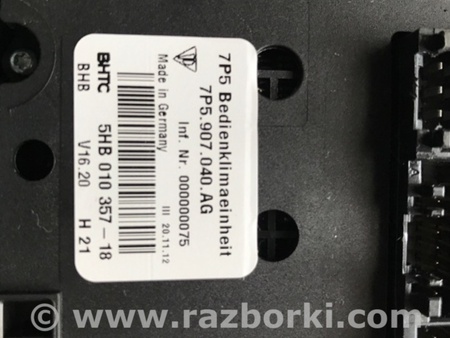 7P5 Bedienklimaeinheit
7P5.907.040.AG
Inf. Nr. 000000075
Made in Germany
III 20.11.12
BHTC 5HB 010 357-18
BHB V16.20 H 21
www.razborki.com